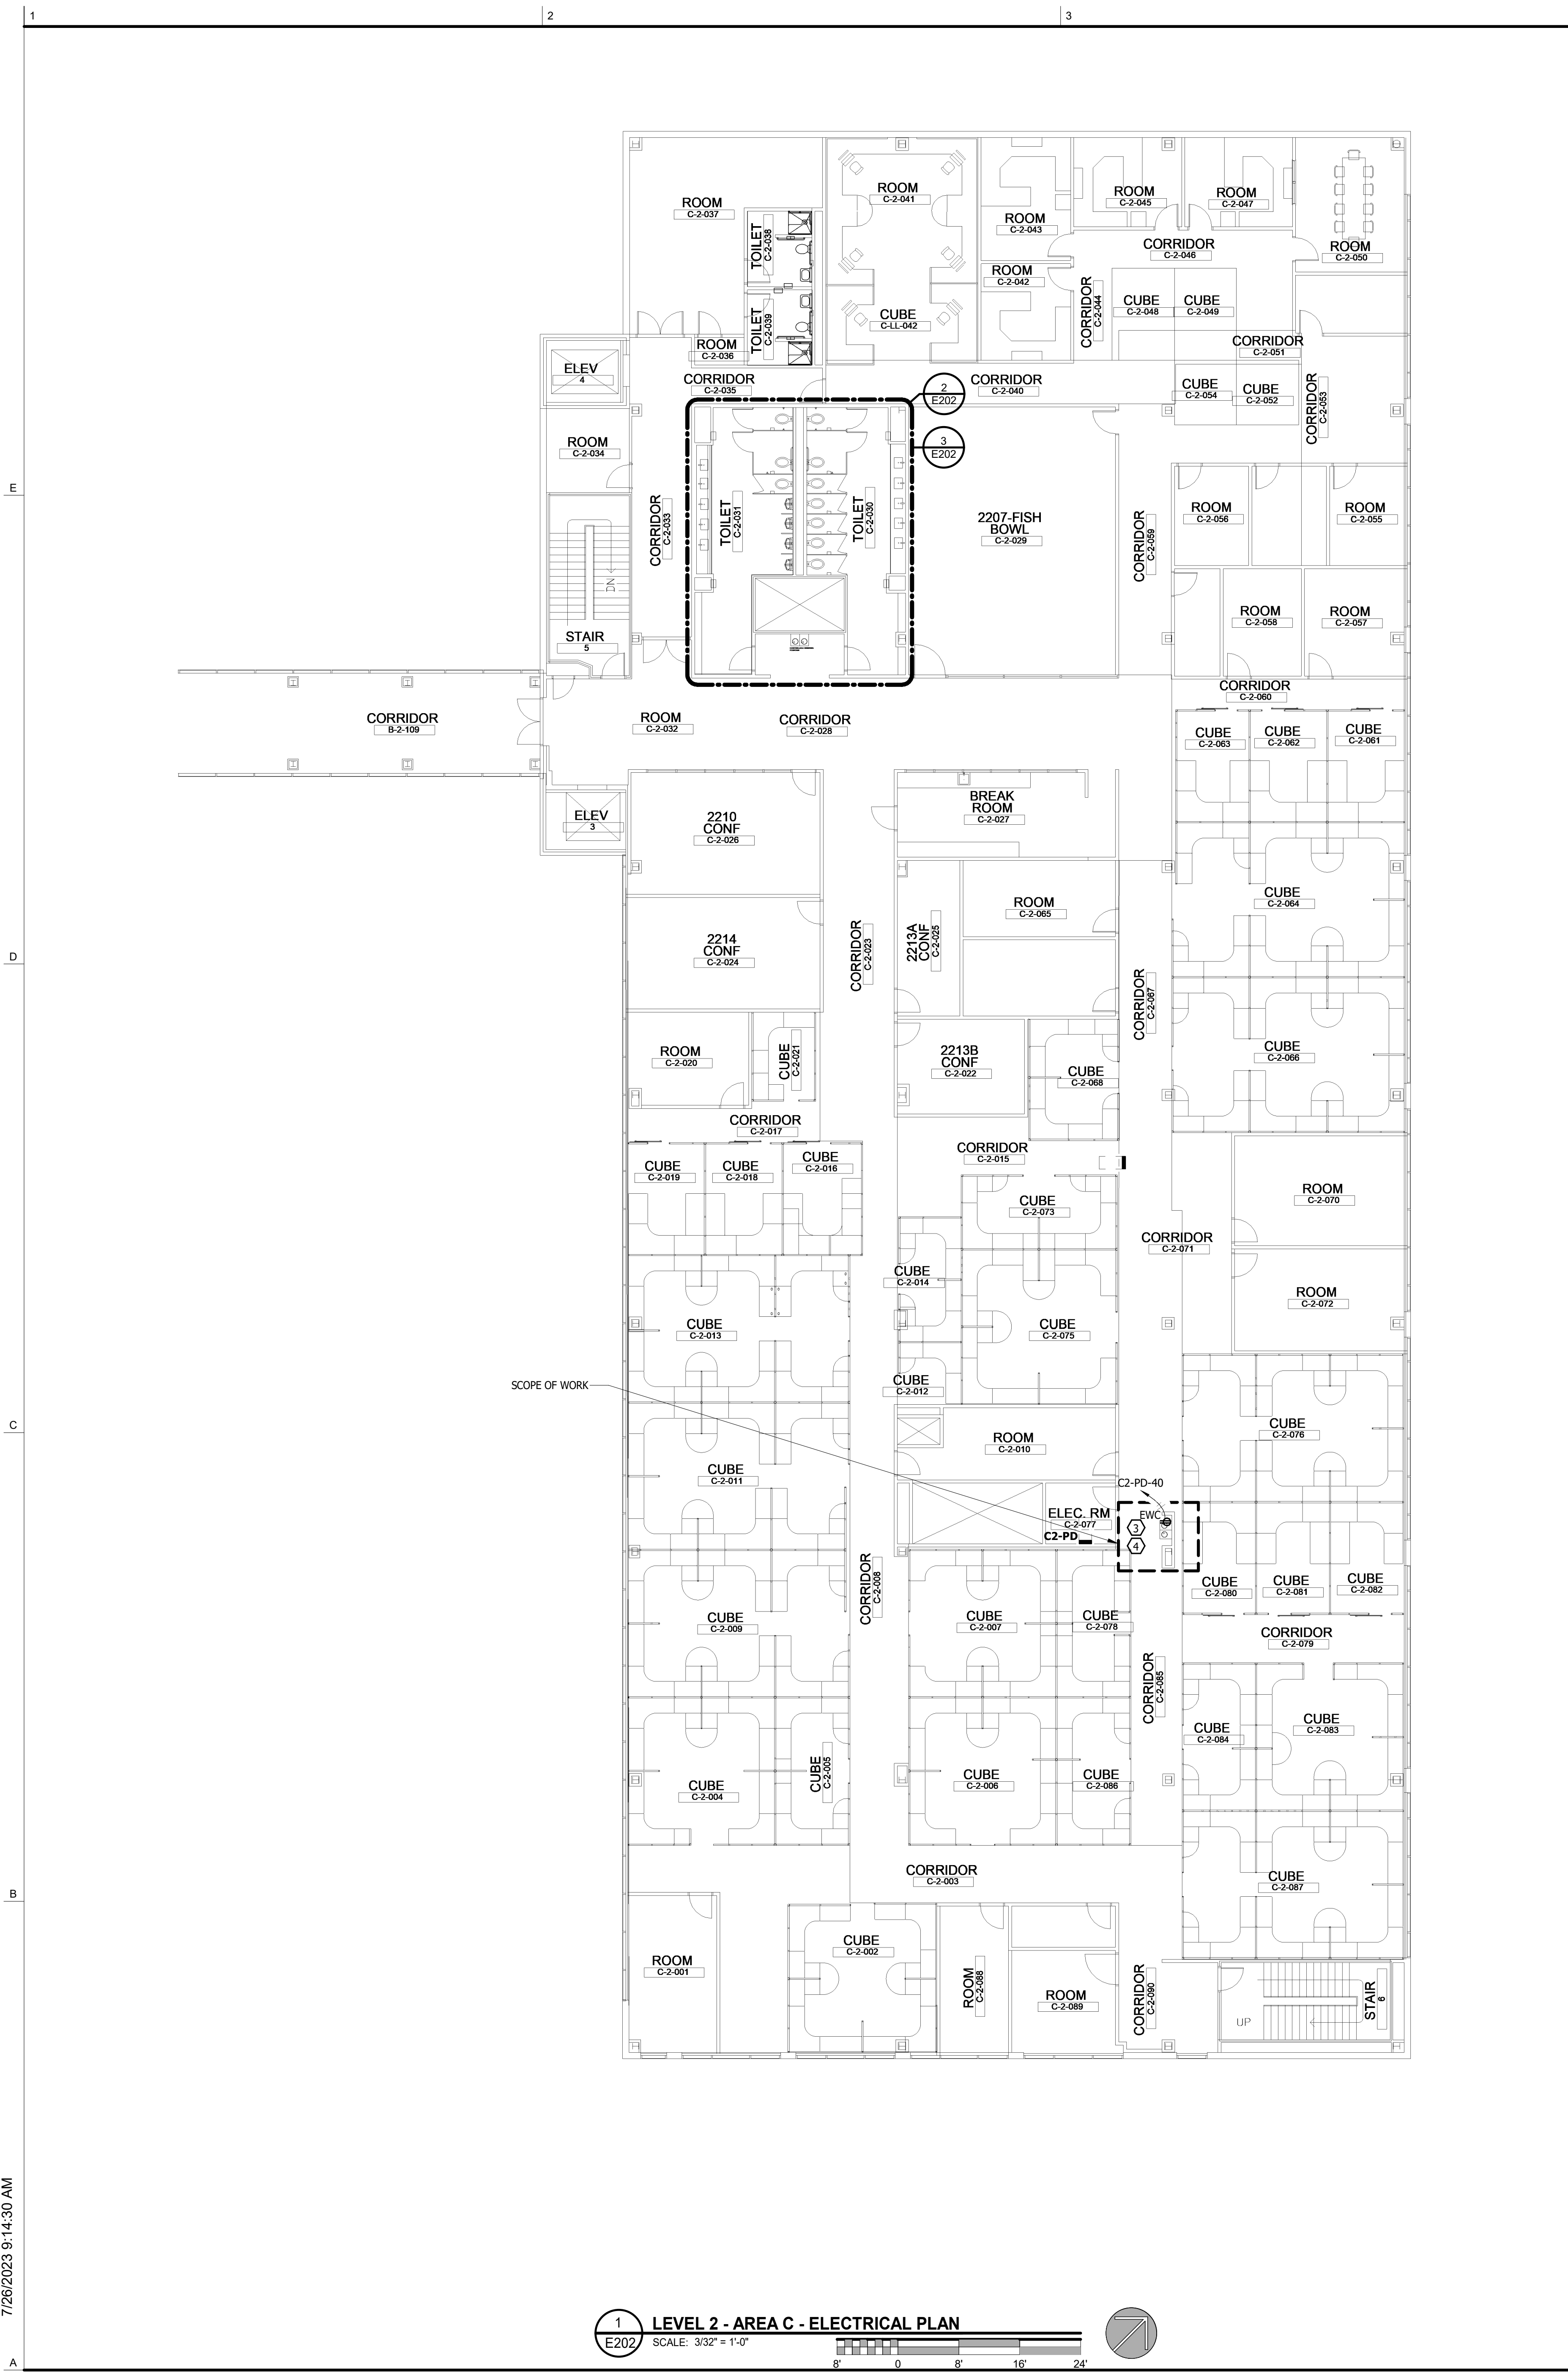 1
2
3
ROOM
C-2-037
TOILET
C-2-038
ROOM
C-2-041
ROOM
C-2-043
ROOM
C-2-045
ROOM
C-2-047
ROOM
C-2-050
CORRIDOR
C-2-046
ROOM
C-2-042
CORRIDOR
C-2-044
CUBE
C-2-048
CUBE
C-2-049
TOILET
C-2-039
CUBE
C-LL-042
ROOM
C-2-036
CORRIDOR
C-2-051
ELEV
4
CORRIDOR
C-2-035
2
E202
CORRIDOR
C-2-040
CUBE
C-2-054
CUBE
C-2-052
CORRIDOR
C-2-053
3
E202
ROOM
C-2-034
E
CORRIDOR
C-2-033
TOILET
C-2-031
TOILET
C-2-030
2207-FISH
BOWL
C-2-029
CORRIDOR
C-2-059
ROOM
C-2-056
ROOM
C-2-055
DN
STAIR
5
ROOM
C-2-058
ROOM
C-2-057
CORRIDOR
C-2-060
CORRIDOR
B-2-109
ROOM
C-2-032
CORRIDOR
C-2-028
CUBE
C-2-063
CUBE
C-2-062
CUBE
C-2-061
ELEV
3
2210
CONF
C-2-026
BREAK
ROOM
C-2-027
CUBE
C-2-064
ROOM
C-2-065
D
2214
CONF
C-2-024
CORRIDOR
C-2-023
2213A
CONF
C-2-025
CORRIDOR
C-2-067
ROOM
C-2-020
CUBE
C-2-021
2213B
CONF
C-2-022
CUBE
C-2-068
CUBE
C-2-066
CORRIDOR
C-2-017
CORRIDOR
C-2-015
CUBE
C-2-019
CUBE
C-2-018
CUBE
C-2-016
CUBE
C-2-073
ROOM
C-2-070
CORRIDOR
C-2-071
CUBE
C-2-014
ROOM
C-2-072
CUBE
C-2-013
CUBE
C-2-075
SCOPE OF WORK
CUBE
C-2-012
C
CUBE
C-2-076
ROOM
C-2-010
CUBE
C-2-011
C2-PD-40
ELEC. RM
C-2-077
C2-PD
EWC
3
4
CORRIDOR
C-2-008
CUBE
C-2-080
CUBE
C-2-081
CUBE
C-2-082
CUBE
C-2-009
CUBE
C-2-007
CUBE
C-2-078
CORRIDOR
C-2-079
CORRIDOR
C-2-085
CUBE
C-2-084
CUBE
C-2-083
CUBE
C-2-004
CUBE
C-2-005
CUBE
C-2-006
CUBE
C-2-086
CORRIDOR
C-2-003
CUBE
C-2-087
B
ROOM
C-2-001
CUBE
C-2-002
ROOM
C-2-088
ROOM
C-2-089
CORRIDOR
C-2-090
UP
STAIR
6
7/26/2023 9:14:30 AM
1
E202
LEVEL 2 - AREA C - ELECTRICAL PLAN
SCALE: 3/32" = 1'-0"
8' 0 8' 16' 24'
A